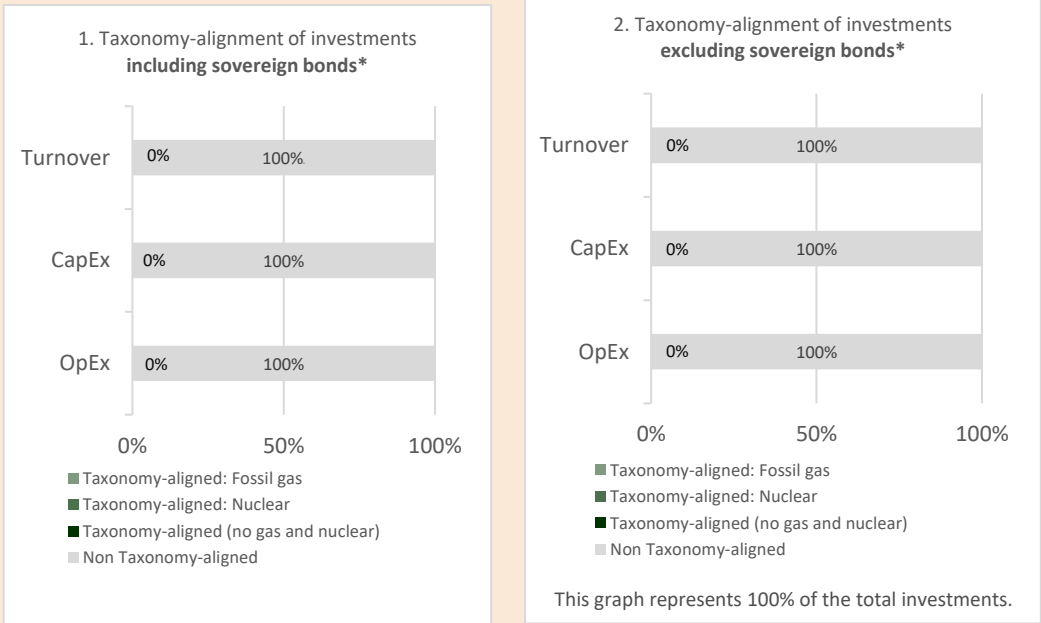 1. Taxonomy-alignment of investments
including sovereign bonds*
Turnover
0%
100%
CapEx
0%
100%
OpEx
0%
100%
0%
50%
100%
Taxonomy-aligned: Fossil gas
Taxonomy-aligned: Nuclear
Taxonomy-aligned (no gas and nuclear)
Non Taxonomy-aligned
2. Taxonomy-alignment of investments
excluding sovereign bonds*
Turnover
0%
100%
CapEx
0%
100%
OpEx
0%
100%
0%
50%
100%
Taxonomy-aligned: Fossil gas
Taxonomy-aligned: Nuclear
Taxonomy-aligned (no gas and nuclear)
Non Taxonomy-aligned
This graph represents 100% of the total investments.